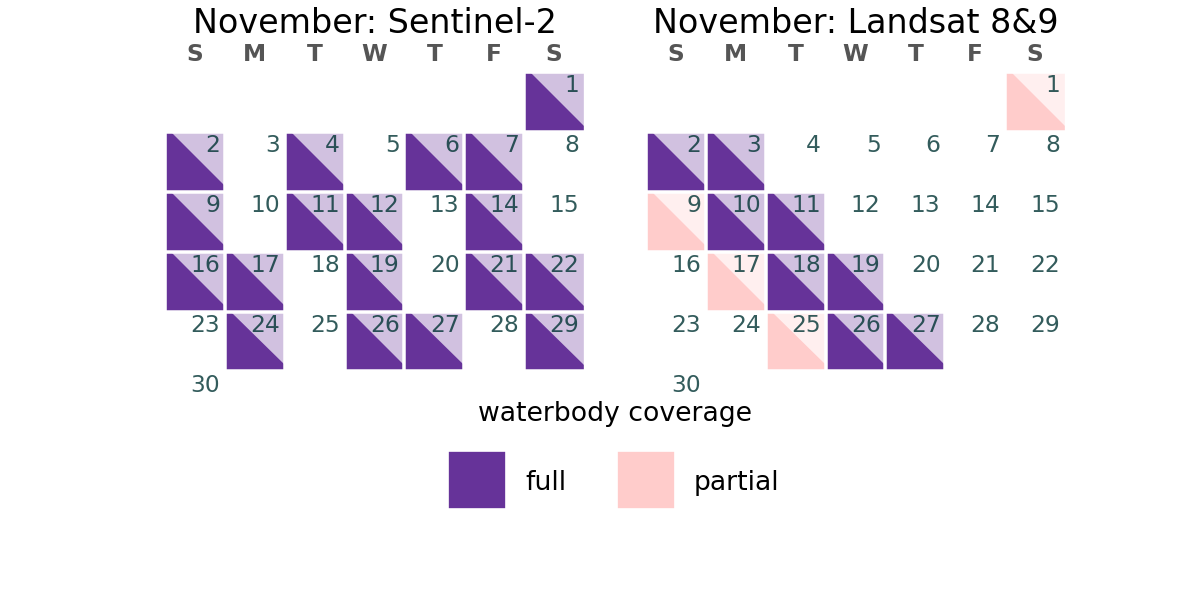 November: Sentinel-2
S M T W T F S
1
2 3 4 5 6 7 8
9 10 11 12 13 14 15
16 17 18 19 20 21 22
23 24 25 26 27 28 29
30
November: Landsat 8&9
S M T W T F S
1
2 3 4 5 6 7 8
9 10 11 12 13 14 15
16 17 18 19 20 21 22
23 24 25 26 27 28 29
30
waterbody coverage
full partial